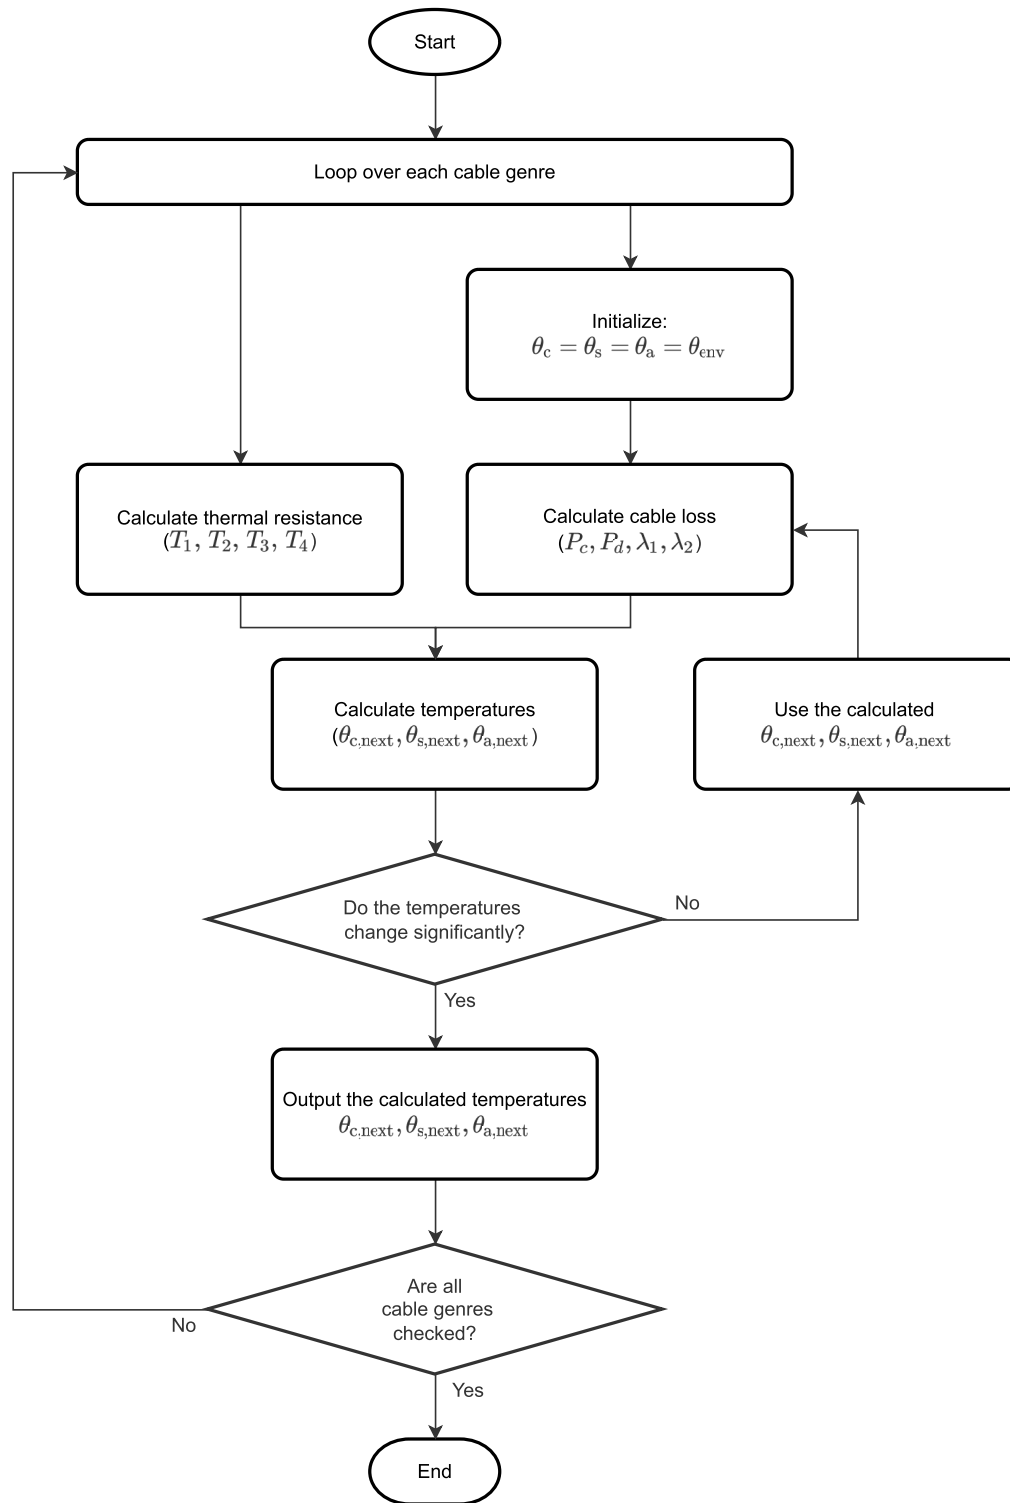 Start
Loop over each cable genre
Initialize:
θc = θs = θa = θenv
Calculate thermal resistance
(T1, T2, T3, T4)
Calculate cable loss
(Pc, Pd, λ1, λ2)
Calculate temperatures
(θc,next, θs,next, θa,next)
Use the calculated
θc,next, θs,next, θa,next
Do the temperatures
change significantly?
No
Yes
Output the calculated temperatures
θc,next, θs,next, θa,next
Are all
cable genres
checked?
No
Yes
End